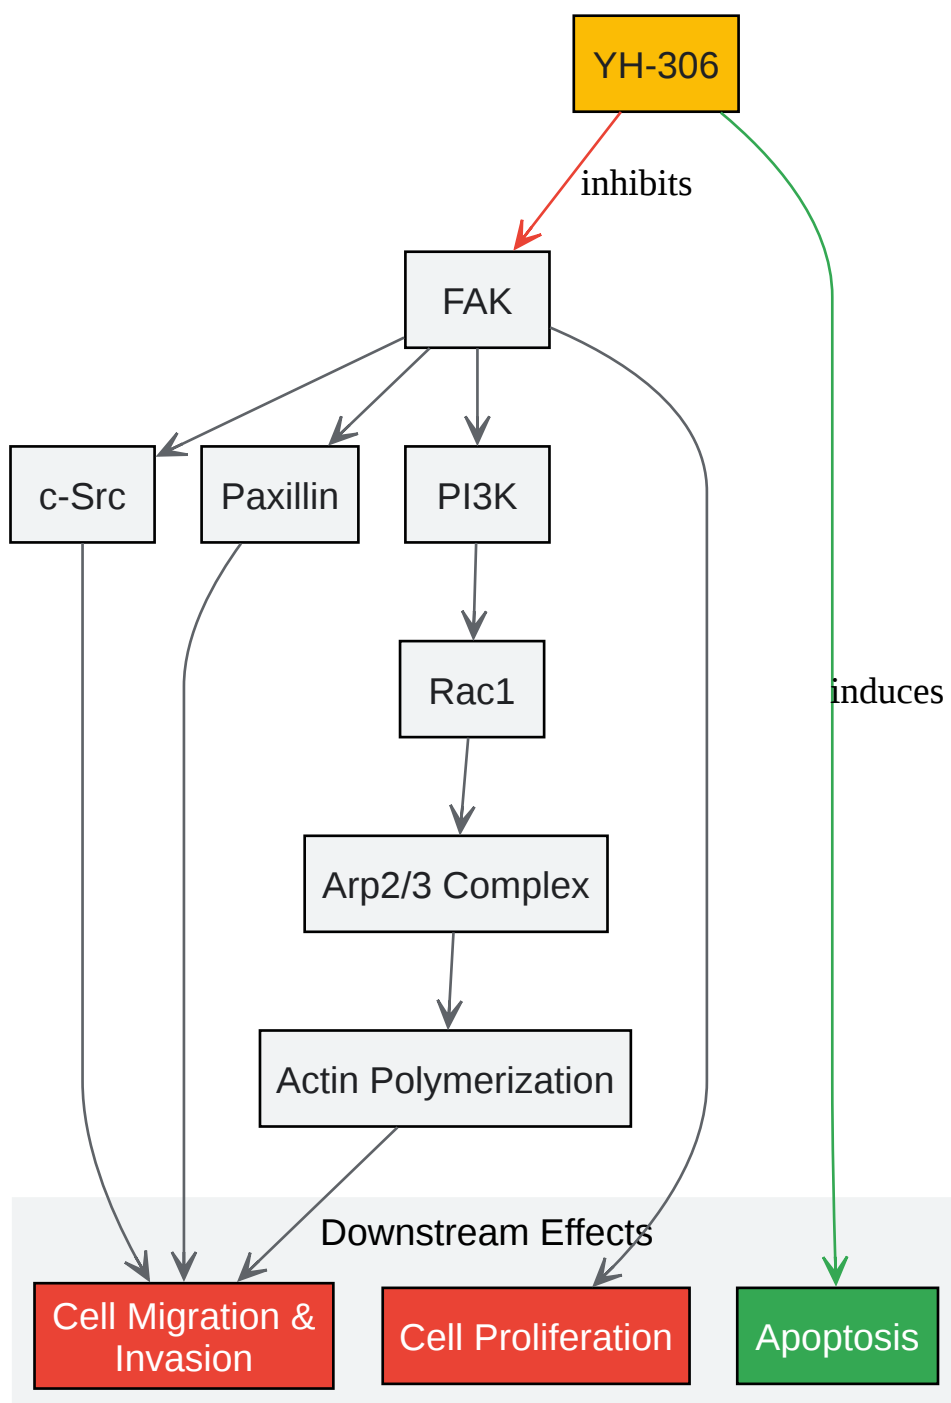 YH-306
inhibits
FAK
c-Src
Paxillin
PI3K
Rac1
induces
Arp2/3 Complex
Actin Polymerization
Downstream Effects
Cell Migration &
Invasion
Cell Proliferation
Apoptosis